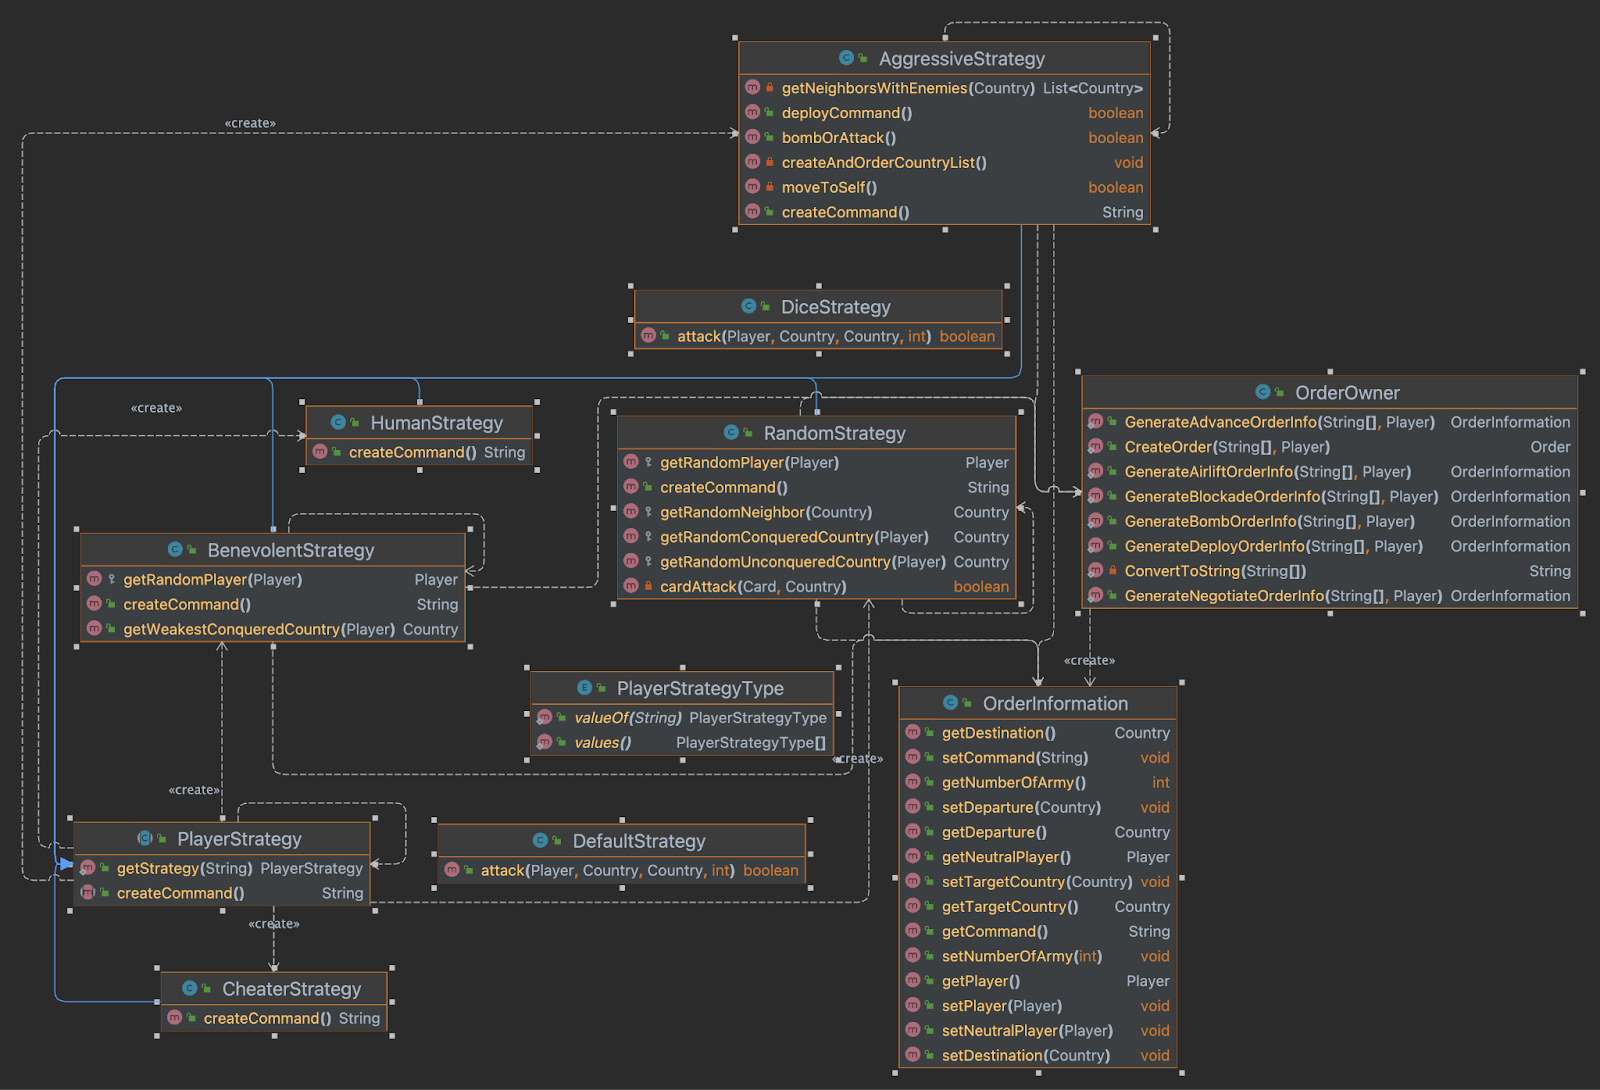 AggressiveStrategy
getNeighborsWithEnemies(Country) List<Country>
deployCommand() boolean
bombOrAttack() boolean
createAndOrderCountryList() void
moveToSelf() boolean
createCommand() String
«create»
DiceStrategy
attack(Player, Country, Country, int) boolean
«create»
HumanStrategy
createCommand() String
RandomStrategy
getRandomPlayer(Player) Player
createCommand() String
getRandomNeighbor(Country) Country
getRandomConqueredCountry(Player) Country
getRandomUnconqueredCountry(Player) Country
cardAttack(Card, Country) boolean
OrderOwner
GenerateAdvanceOrderInfo(String[], Player) OrderInformation
CreateOrder(String[], Player) Order
GenerateAirliftOrderInfo(String[], Player) OrderInformation
GenerateBlockadeOrderInfo(String[], Player) OrderInformation
GenerateBombOrderInfo(String[], Player) OrderInformation
GenerateDeployOrderInfo(String[], Player) OrderInformation
ConvertToString(String[]) String
GenerateNegotiateOrderInfo(String[], Player) OrderInformation
BenevolentStrategy
getRandomPlayer(Player) Player
createCommand() String
getWeakestConqueredCountry(Player) Country
«create»
PlayerStrategyType
valueOf(String) PlayerStrategyType
values() PlayerStrategyType[]
«create»
OrderInformation
getDestination() Country
setCommand(String) void
getNumberOfArmy() int
setDeparture(Country) void
getDeparture() Country
getNeutralPlayer() Player
setTargetCountry(Country) void
getTargetCountry() Country
getCommand() String
setNumberOfArmy(int) void
getPlayer() Player
setPlayer(Player) void
setNeutralPlayer(Player) void
setDestination(Country) void
«create»
PlayerStrategy
getStrategy(String) PlayerStrategy
createCommand() String
DefaultStrategy
attack(Player, Country, Country, int) boolean
«create»
CheaterStrategy
createCommand() String